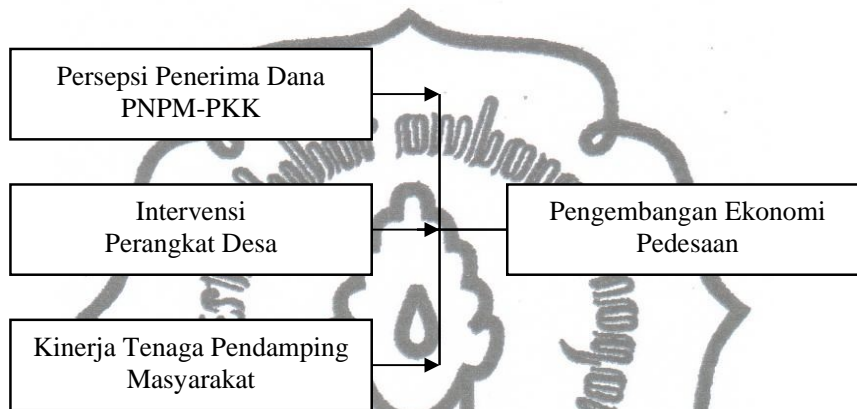 Persepsi Penerima Dana
PNPM-PKK
Intervensi
Perangkat Desa
Pengembangan Ekonomi
Pedesaan
Kinerja Tenaga Pendamping
Masyarakat